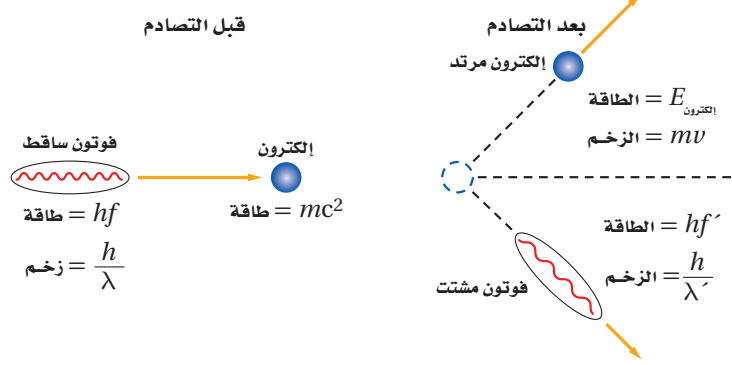 قبل التصادم
فوتون ساقط
طاقة = hf
زخم = h/λ
إلكترون
طاقة = mc²
بعد التصادم
إلكترون مرتد
الطاقة = E إلكترون
الزخم = mv
الطاقة = hf′
الزخم = h/λ′
فوتون مشتت